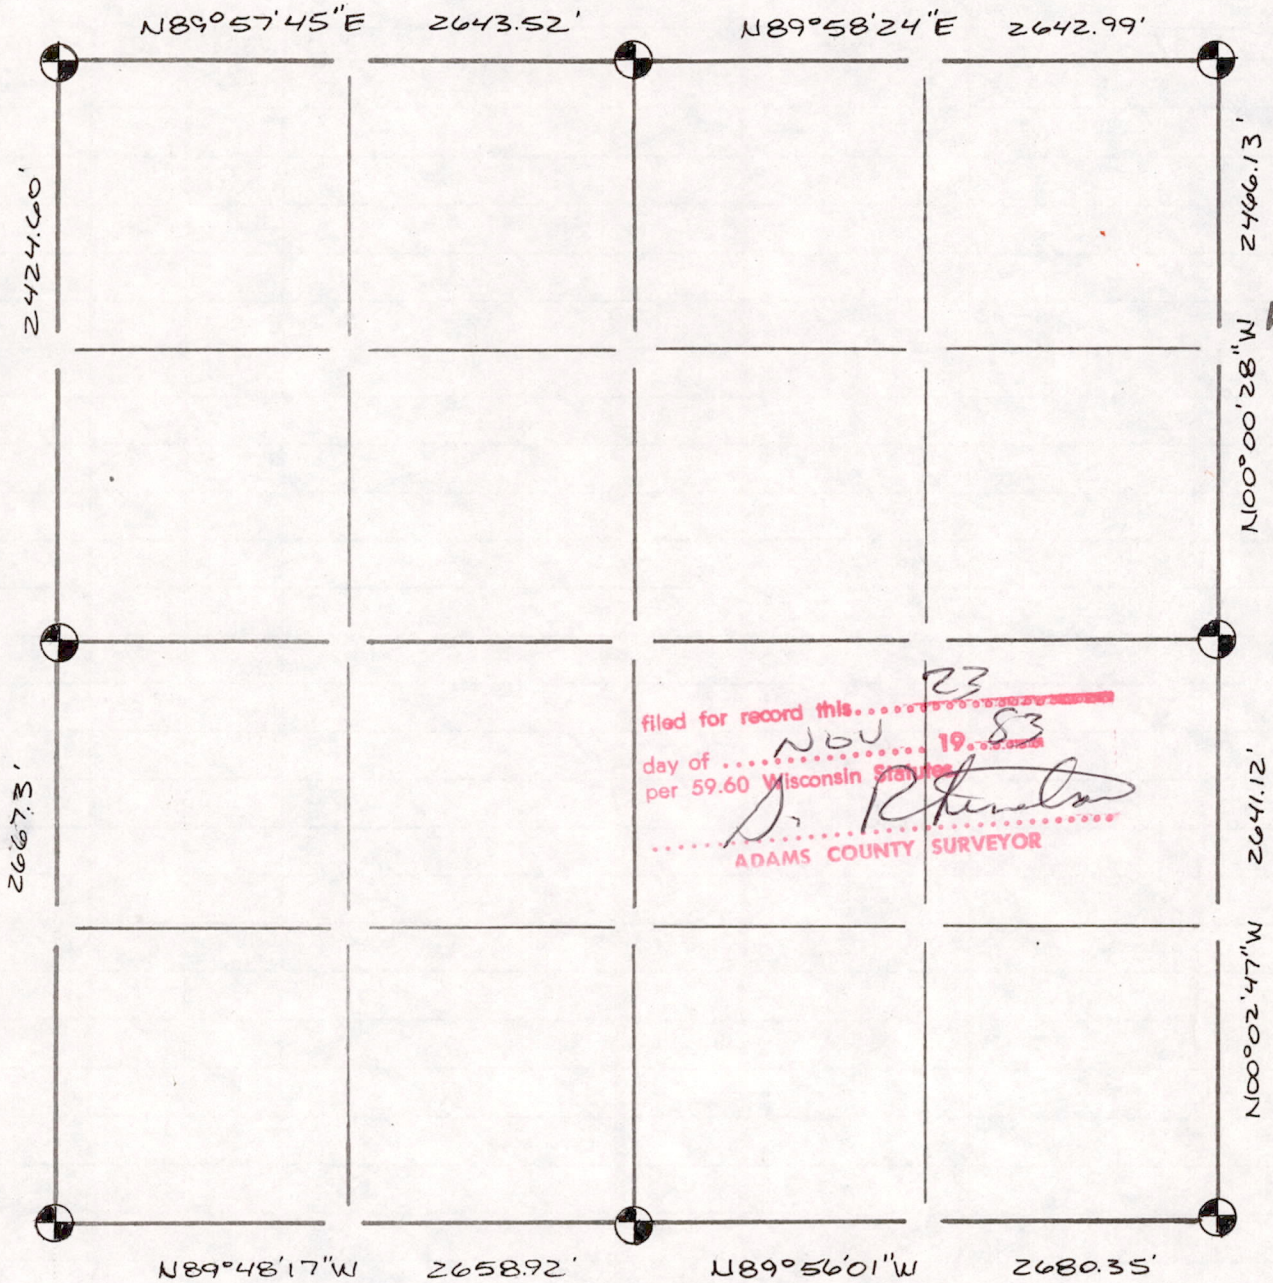 N89°57'45"E 2643.52' N89°58'24"E 2642.99'
2424.60'
2466.13'
N00°00'28"W
filed for record this 23
day of NOV 19 83
per 59.60 Wisconsin Statutes
S.
ADAMS COUNTY SURVEYOR
2667.3'
2641.12'
N00°02'47"W
N89°48'17"W 2658.92' N89°56'01"W 2680.35'